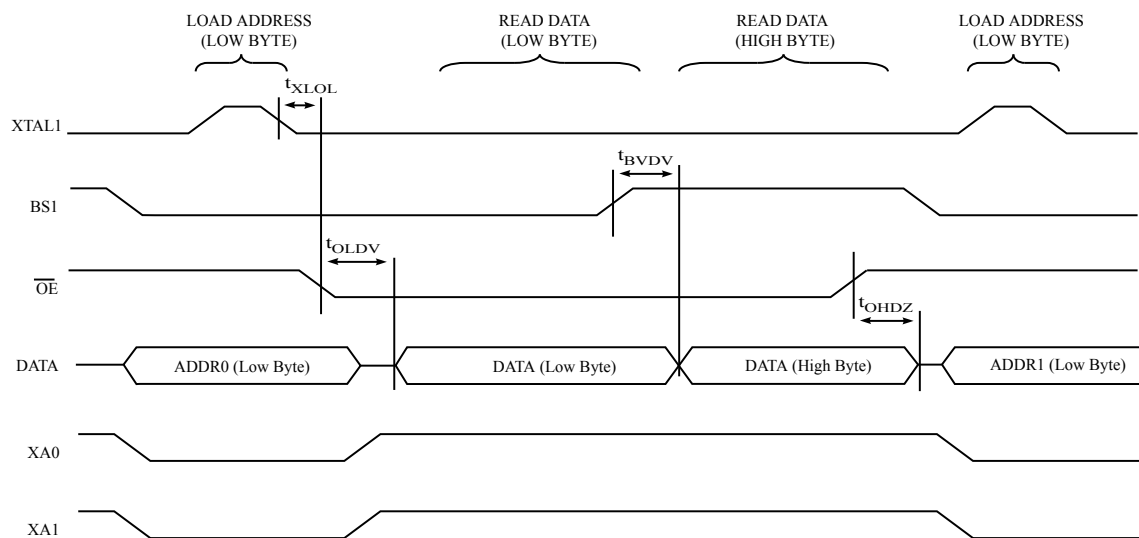 LOAD ADDRESS
(LOW BYTE)
READ DATA
(LOW BYTE)
READ DATA
(HIGH BYTE)
LOAD ADDRESS
(LOW BYTE)
tXLOL
XTAL1
tBVDV
BS1
tOLDV
OE
tOHDZ
DATA
ADDR0 (Low Byte)
DATA (Low Byte)
DATA (High Byte)
ADDR1 (Low Byte)
XA0
XA1